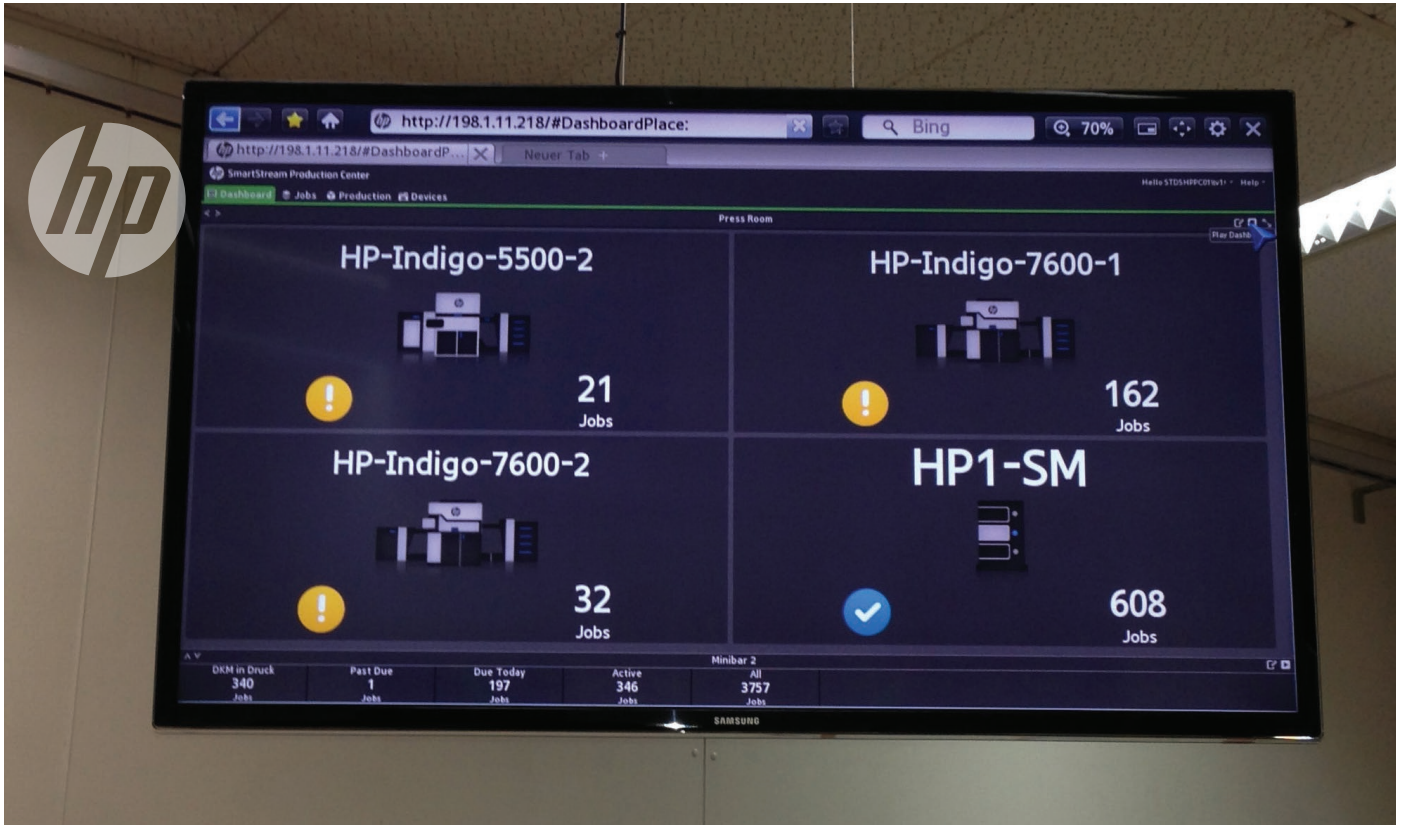 hp
http://198.1.11.218/#DashboardPlace:
Bing
70%
http://198.1.11.218/#DashboardP...
Neuer Tab +
SmartStream Production Center
Help
Dashboard Jobs Production Devices
< >
Press Room
Play Dashb
HP-Indigo-5500-2
HP-Indigo-7600-1
21
Jobs
162
Jobs
HP-Indigo-7600-2
HP1-SM
32
Jobs
608
Jobs
Minibar 2
DKM in Druck Past Due Due Today Active All
340 1 197 346 3757
Jobs Jobs Jobs Jobs Jobs
SAMSUNG